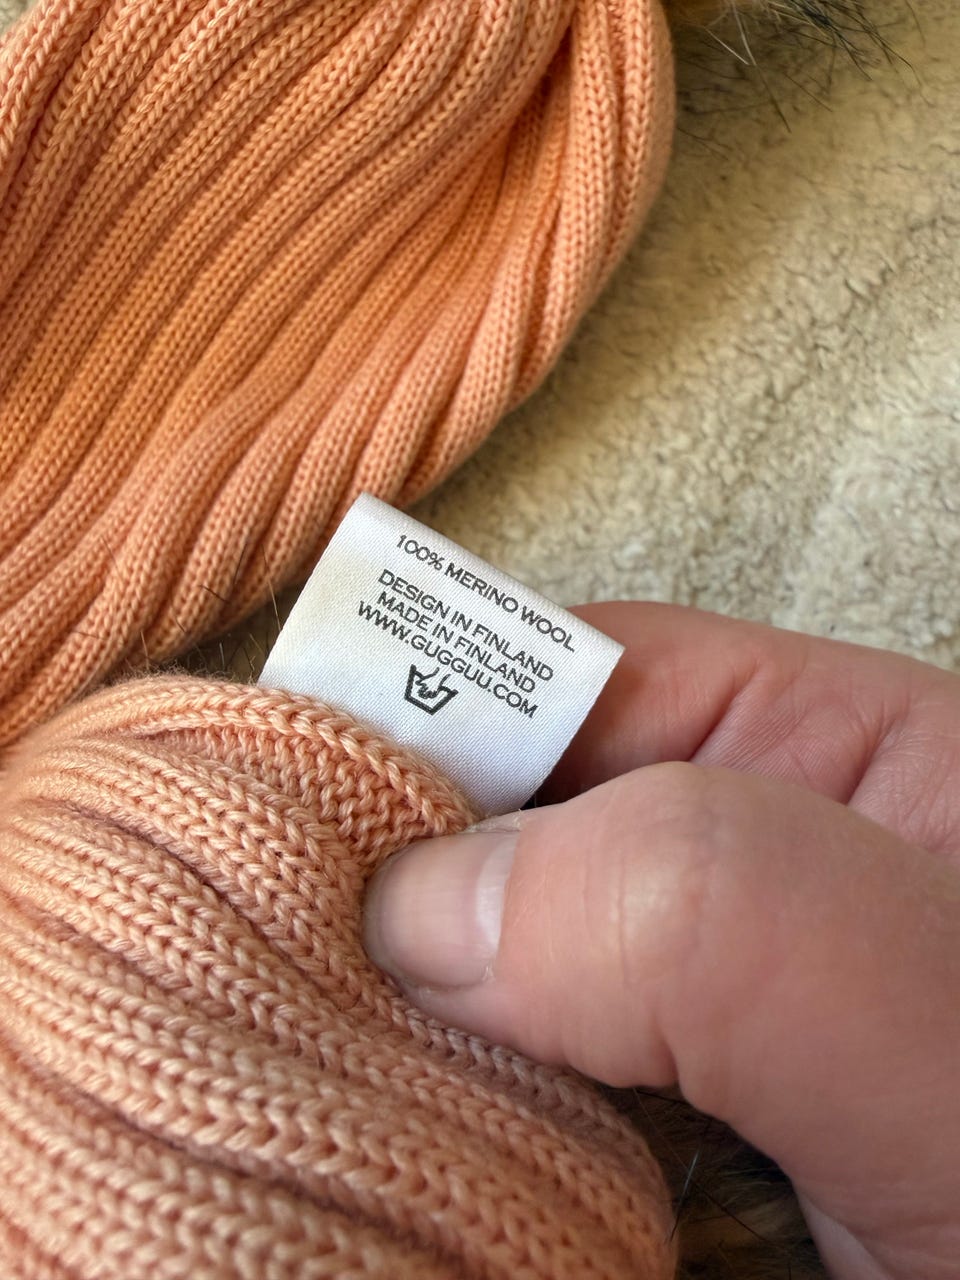 100% MERINO WOOL
DESIGN IN FINLAND
MADE IN FINLAND
WWW.GUGGUU.COM